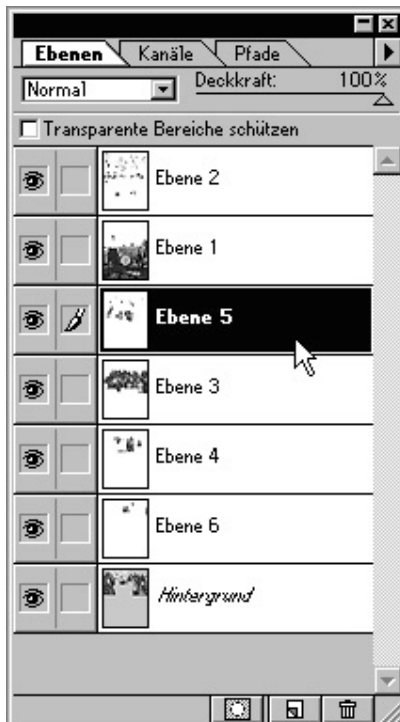 Ebenen Kanäle Pfade
Normal Deckkraft: 100%
Transparente Bereiche schützen
Ebene 2
Ebene 1
Ebene 5
Ebene 3
Ebene 4
Ebene 6
Hintergrund